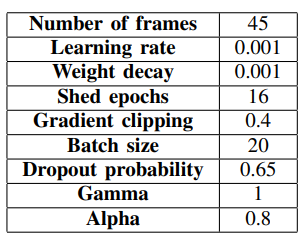 Number of frames 45
Learning rate 0.001
Weight decay 0.001
Shed epochs 16
Gradient clipping 0.4
Batch size 20
Dropout probability 0.65
Gamma 1
Alpha 0.8